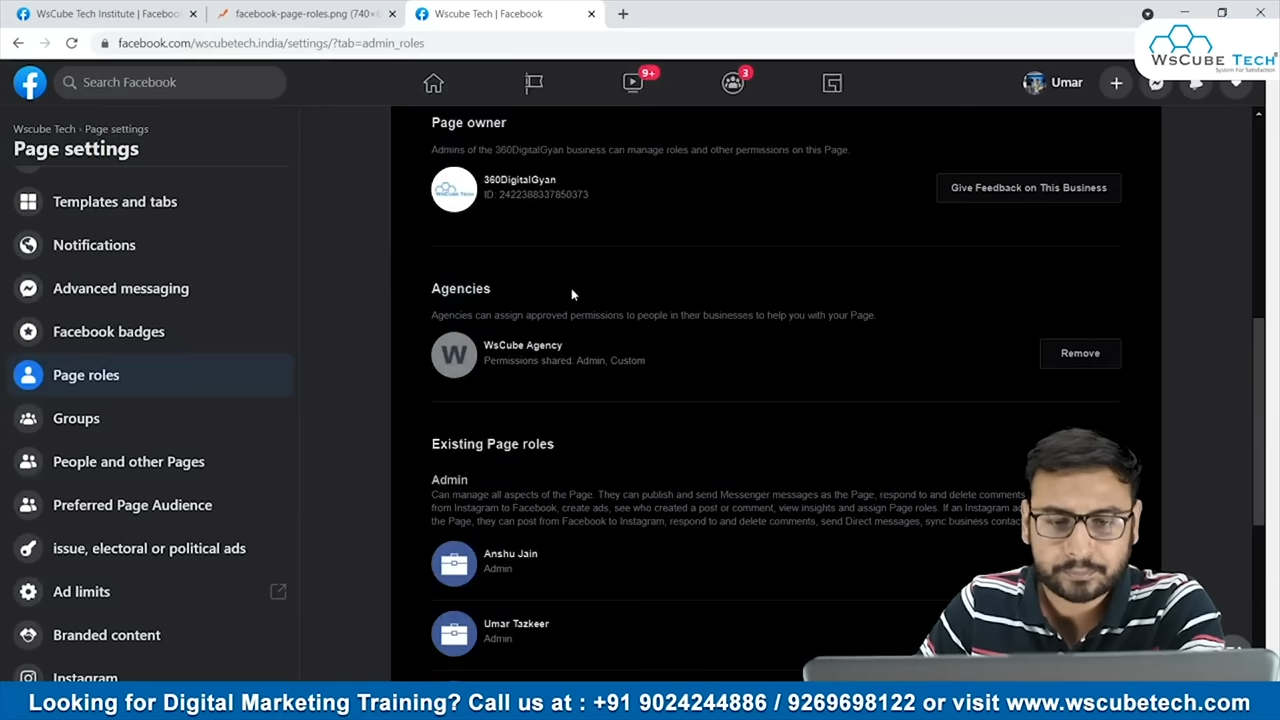 WsCube Tech Institute | Facebook
facebook-page-roles.png (740×
Wscube Tech | Facebook
facebook.com/wscubetech.india/settings/?tab=admin_roles
WsCube Tech
System For Satisfaction
Search Facebook
9+
3
Umar
Wscube Tech › Page settings
Page settings
Templates and tabs
Notifications
Advanced messaging
Facebook badges
Page roles
Groups
People and other Pages
Preferred Page Audience
issue, electoral or political ads
Ad limits
Branded content
Instagram
Page owner
Admins of the 360DigitalGyan business can manage roles and other permissions on this Page.
WsCube Tech
360DigitalGyan
ID: 2422388337850373
Give Feedback on This Business
Agencies
Agencies can assign approved permissions to people in their businesses to help you with your Page.
W
WsCube Agency
Permissions shared. Admin, Custom
Remove
Existing Page roles
Admin
Can manage all aspects of the Page. They can publish and send Messenger messages as the Page, respond to and delete comments
from Instagram to Facebook, create ads, see who created a post or comment, view insights and assign Page roles. If an Instagram ac
the Page, they can post from Facebook to Instagram, respond to and delete comments, send Direct messages, sync business contac
Anshu Jain
Admin
Umar Tazkeer
Admin
Looking for Digital Marketing Training? Call us at : +91 9024244886 / 9269698122 or visit www.wscubetech.com